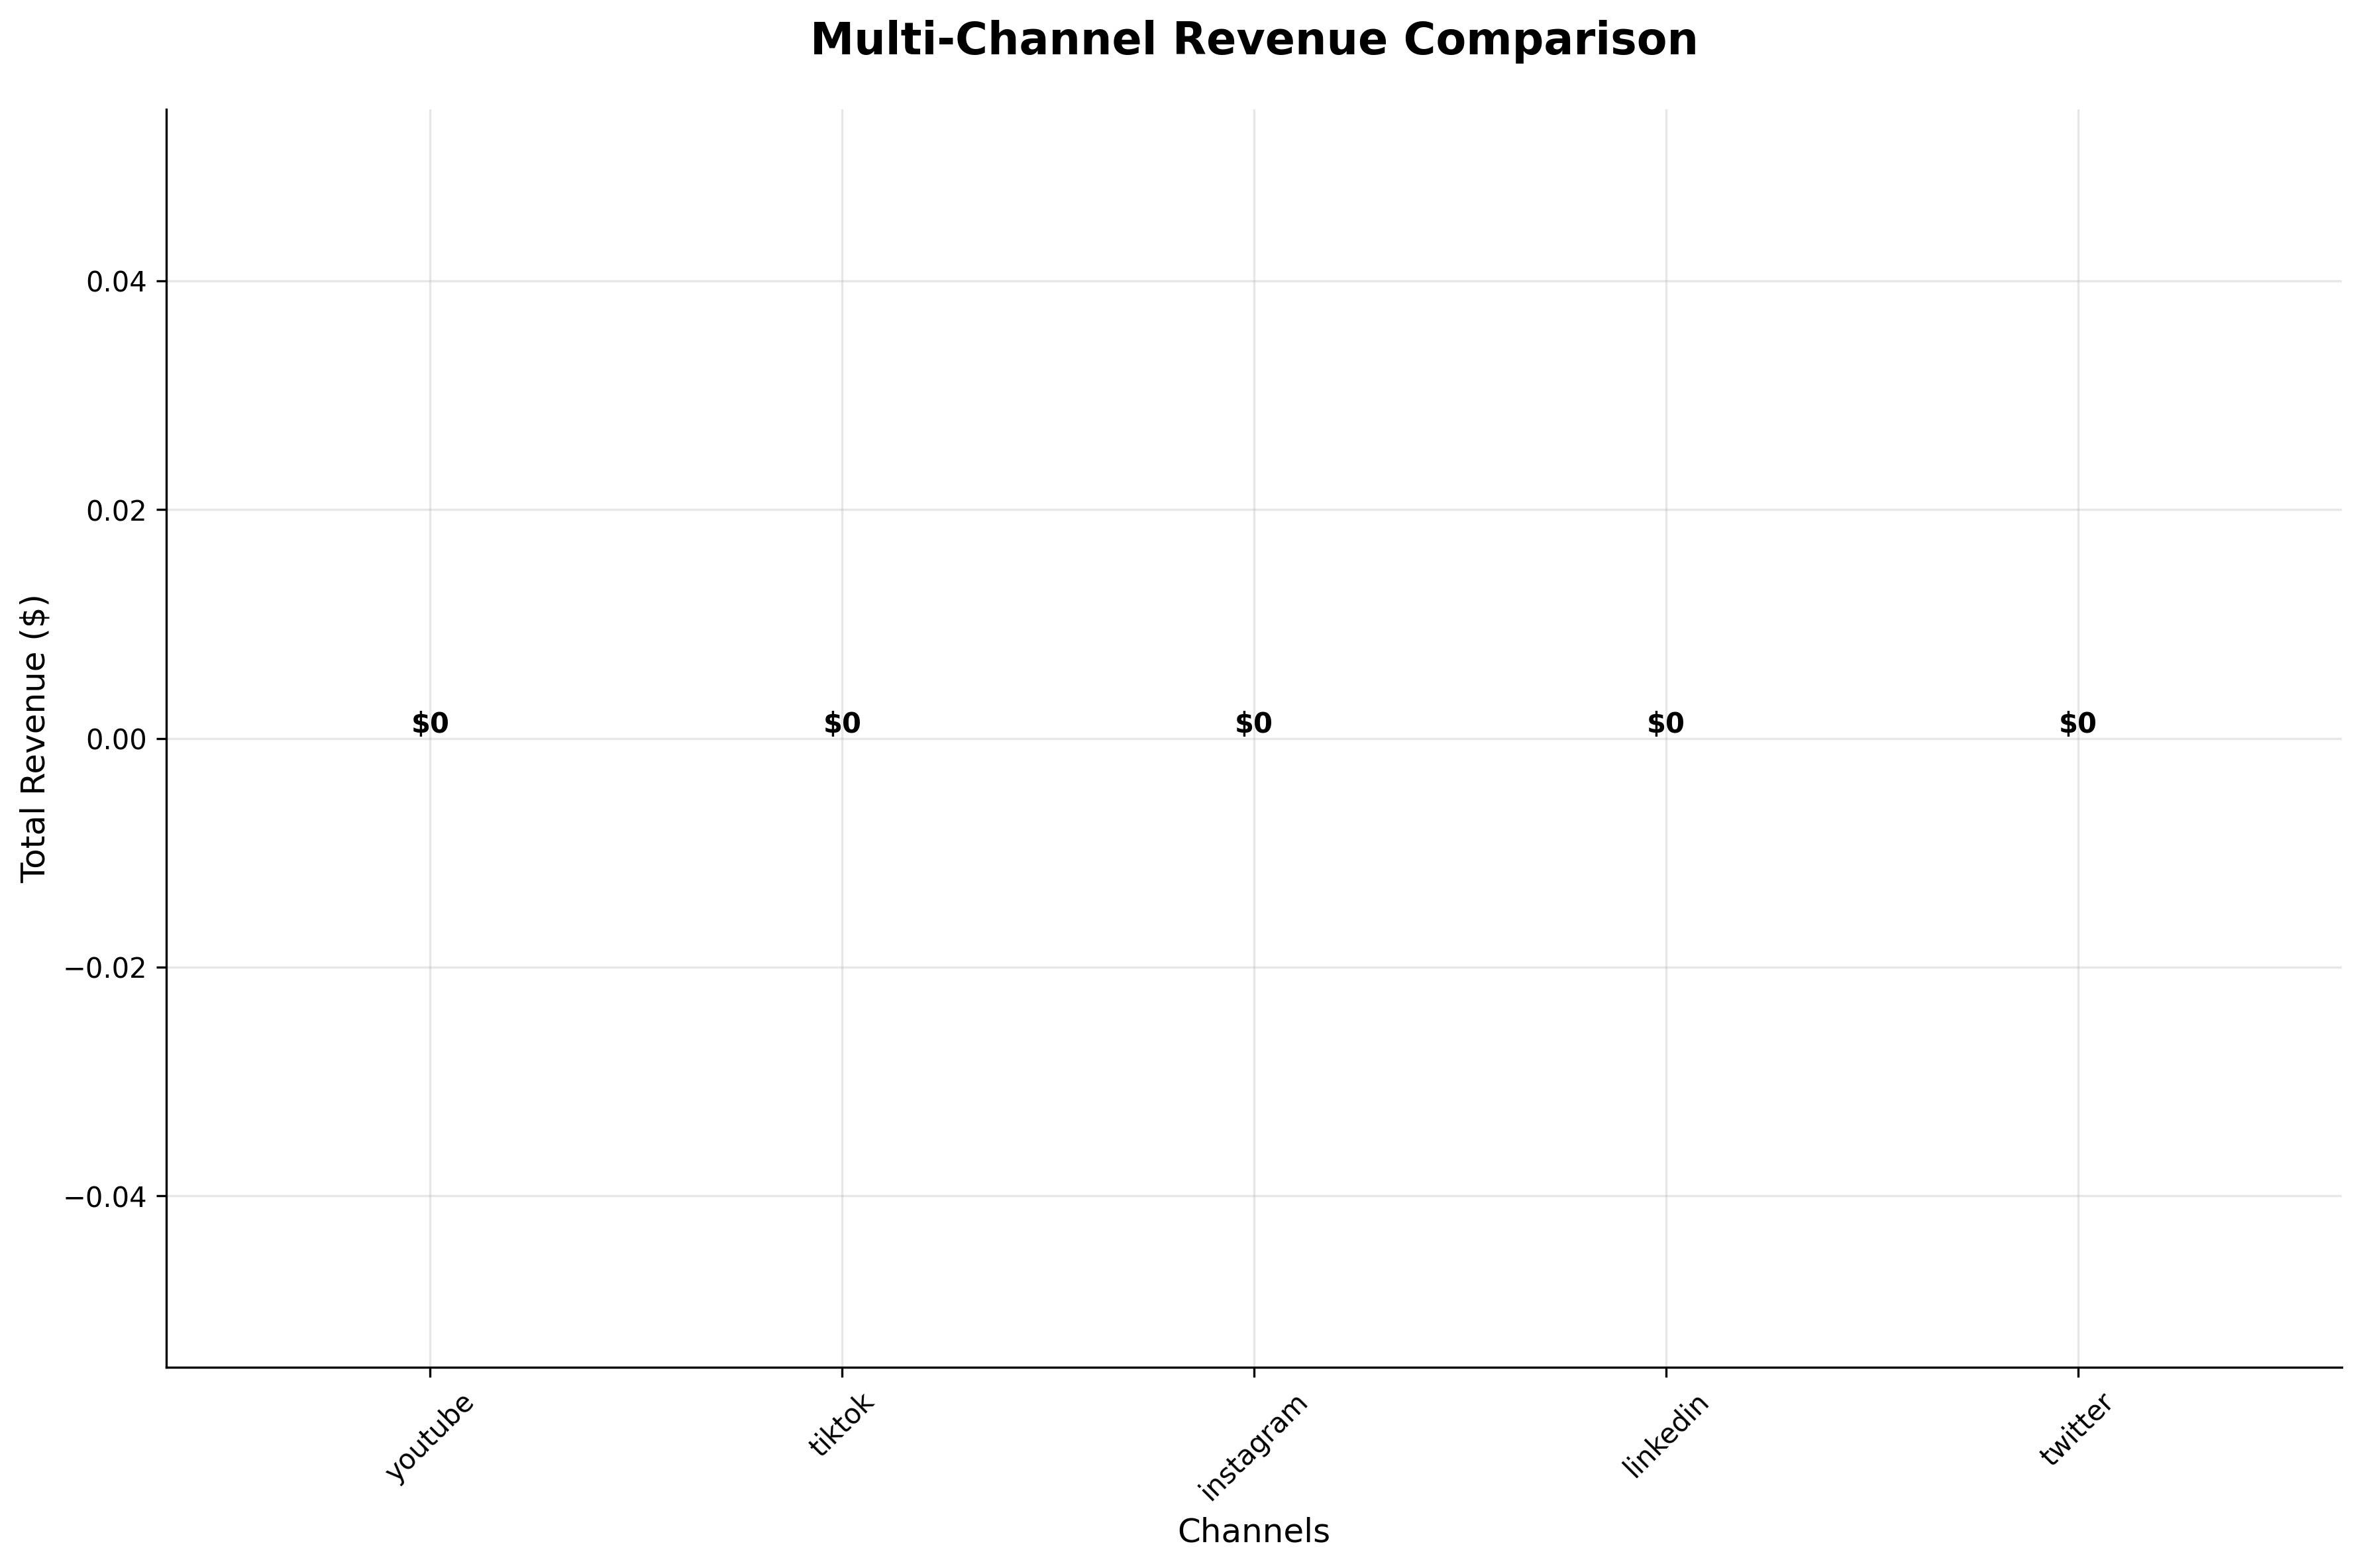 Multi-Channel Revenue Comparison
Total Revenue ($)
0.04
0.02
0.00
−0.02
−0.04
$0 $0 $0 $0 $0
youtube tiktok instagram linkedin twitter
Channels